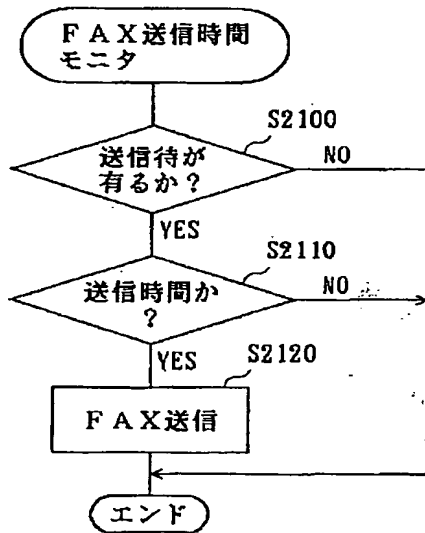 ＦＡＸ送信時間
モニタ
S2100
送信待が
有るか？
NO
YES
S2110
送信時間か
？
NO
YES
S2120
ＦＡＸ送信
エンド